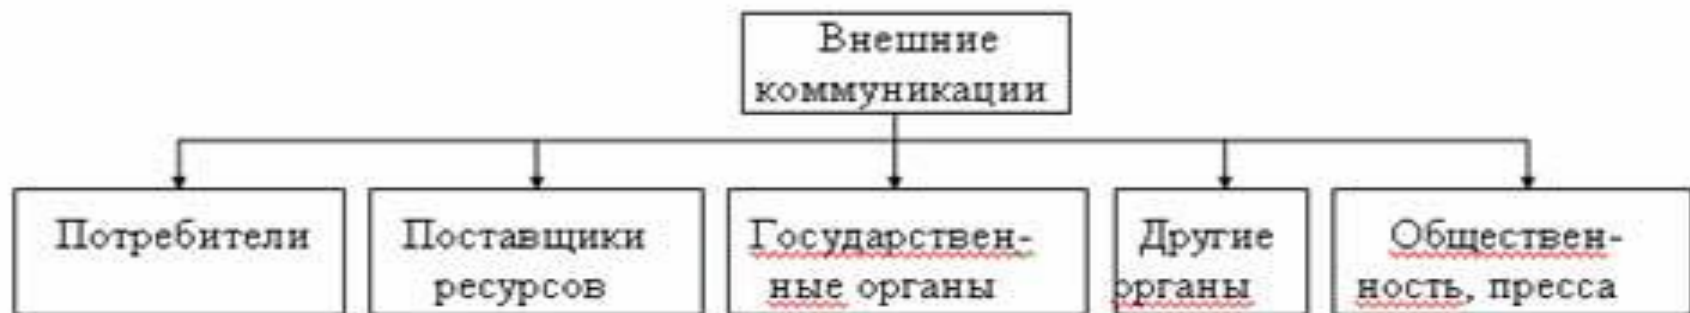 Внешние
коммуникации
Потребители
Поставщики
ресурсов
Государствен-
ные органы
Другие
органы
Обществен-
ность, пресса